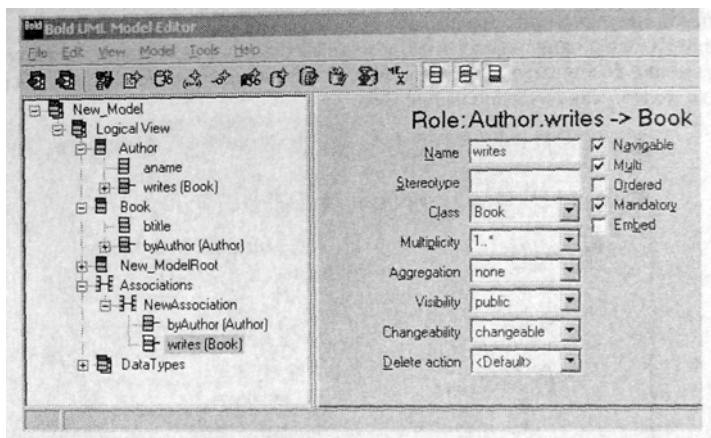 Bold Bold UML Model Editor
File Edit View Model Tools Help
New_Model
Logical View
Author
aname
writes (Book)
Book
btitle
byAuthor (Author)
New_ModelRoot
Associations
NewAssociation
byAuthor (Author)
writes (Book)
DataTypes
Role: Author.writes -> Book
Name writes
Stereotype
Class Book
Multiplicity 1..*
Aggregation none
Visibility public
Changeability changeable
Delete action <Default>
Navigable
Multi
Ordered
Mandatory
Embed